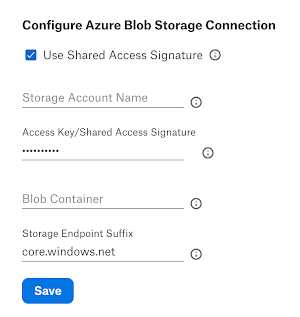 Configure Azure Blob Storage Connection
Use Shared Access Signature
Storage Account Name
Access Key/Shared Access Signature
••••••••••
Blob Container
Storage Endpoint Suffix
core.windows.net
Save